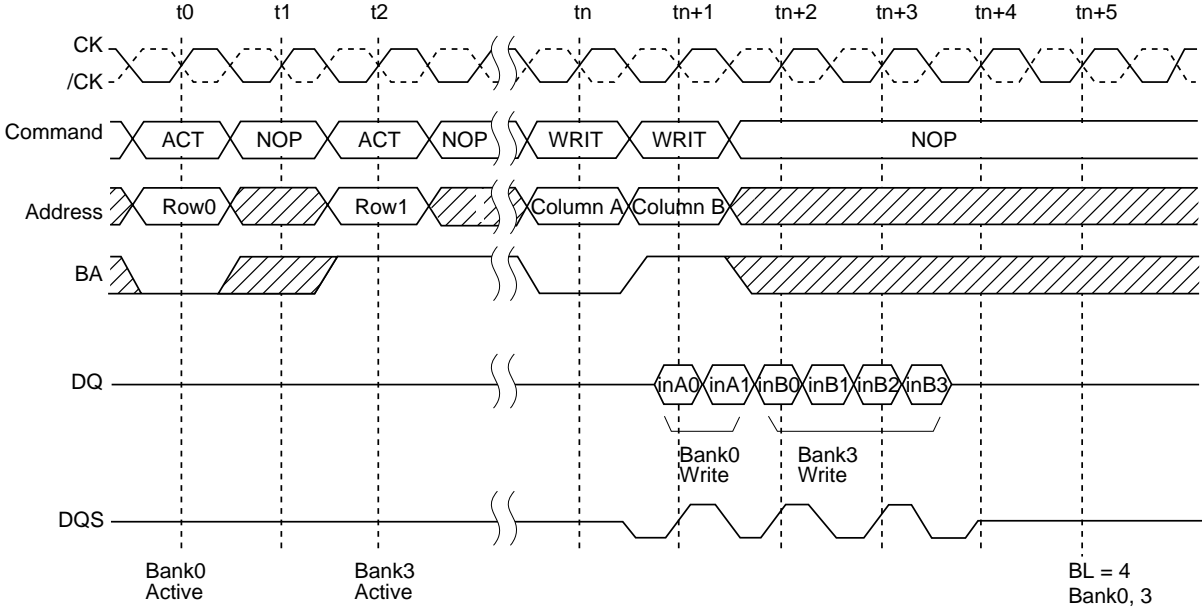 t0 t1 t2 tn tn+1 tn+2 tn+3 tn+4 tn+5
CK
/CK
Command ACT NOP ACT NOP WRIT WRIT NOP
Address Row0 Row1 Column A Column B
BA
DQ inA0 inA1 inB0 inB1 inB2 inB3
Bank0 Bank3
Write Write
DQS
Bank0 Bank3 BL = 4
Active Active Bank0, 3